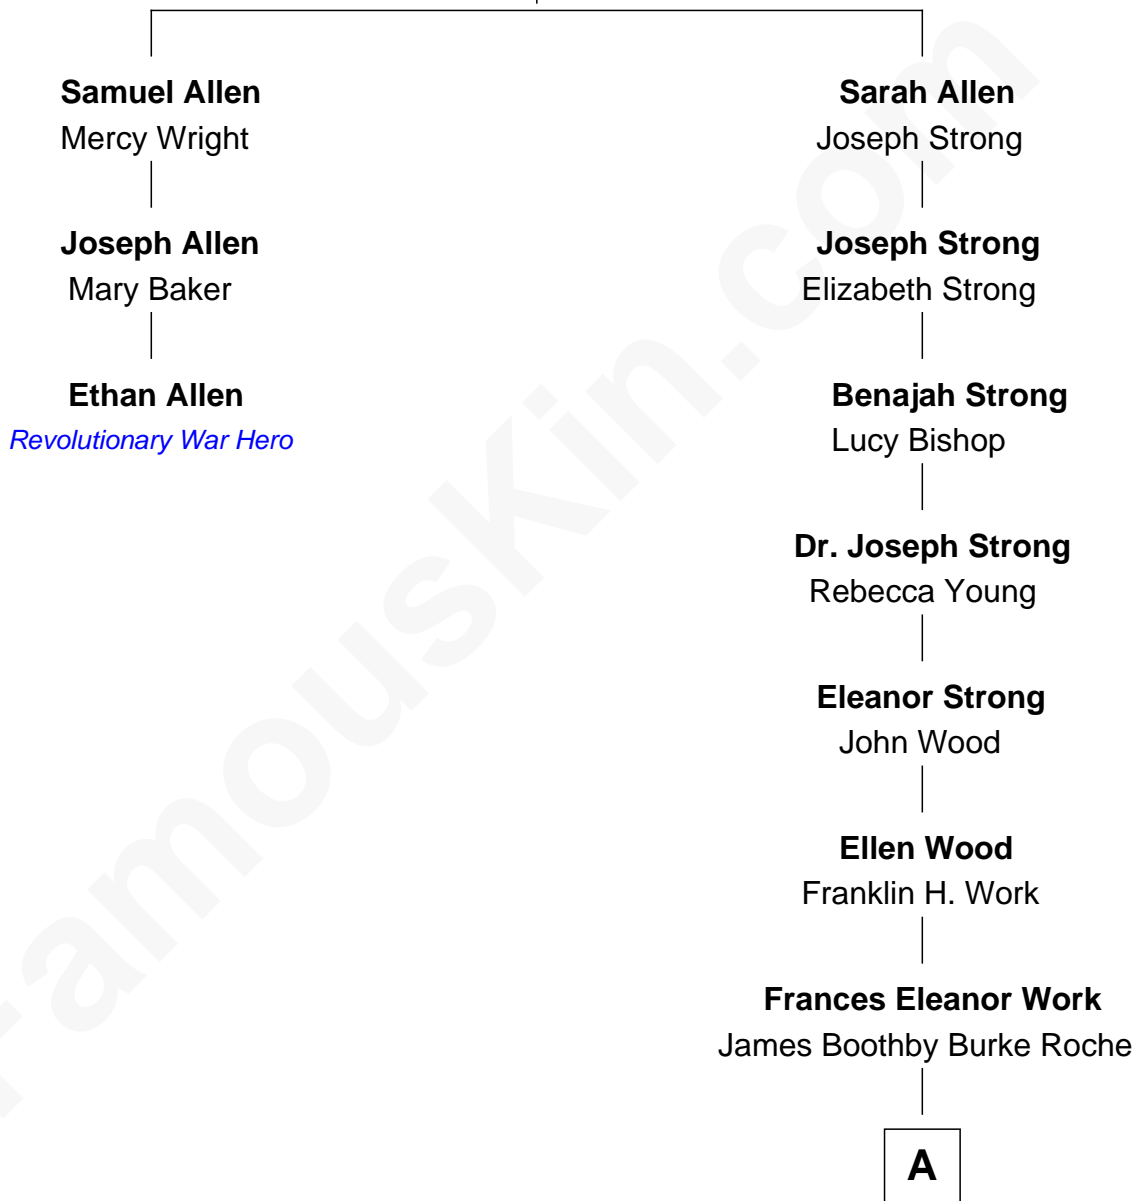 Samuel Allen
Mercy Wright
Joseph Allen
Mary Baker
Ethan Allen
Revolutionary War Hero
Sarah Allen
Joseph Strong
Joseph Strong
Elizabeth Strong
Benajah Strong
Lucy Bishop
Dr. Joseph Strong
Rebecca Young
Eleanor Strong
John Wood
Ellen Wood
Franklin H. Work
Frances Eleanor Work
James Boothby Burke Roche
A
FamousKin.com